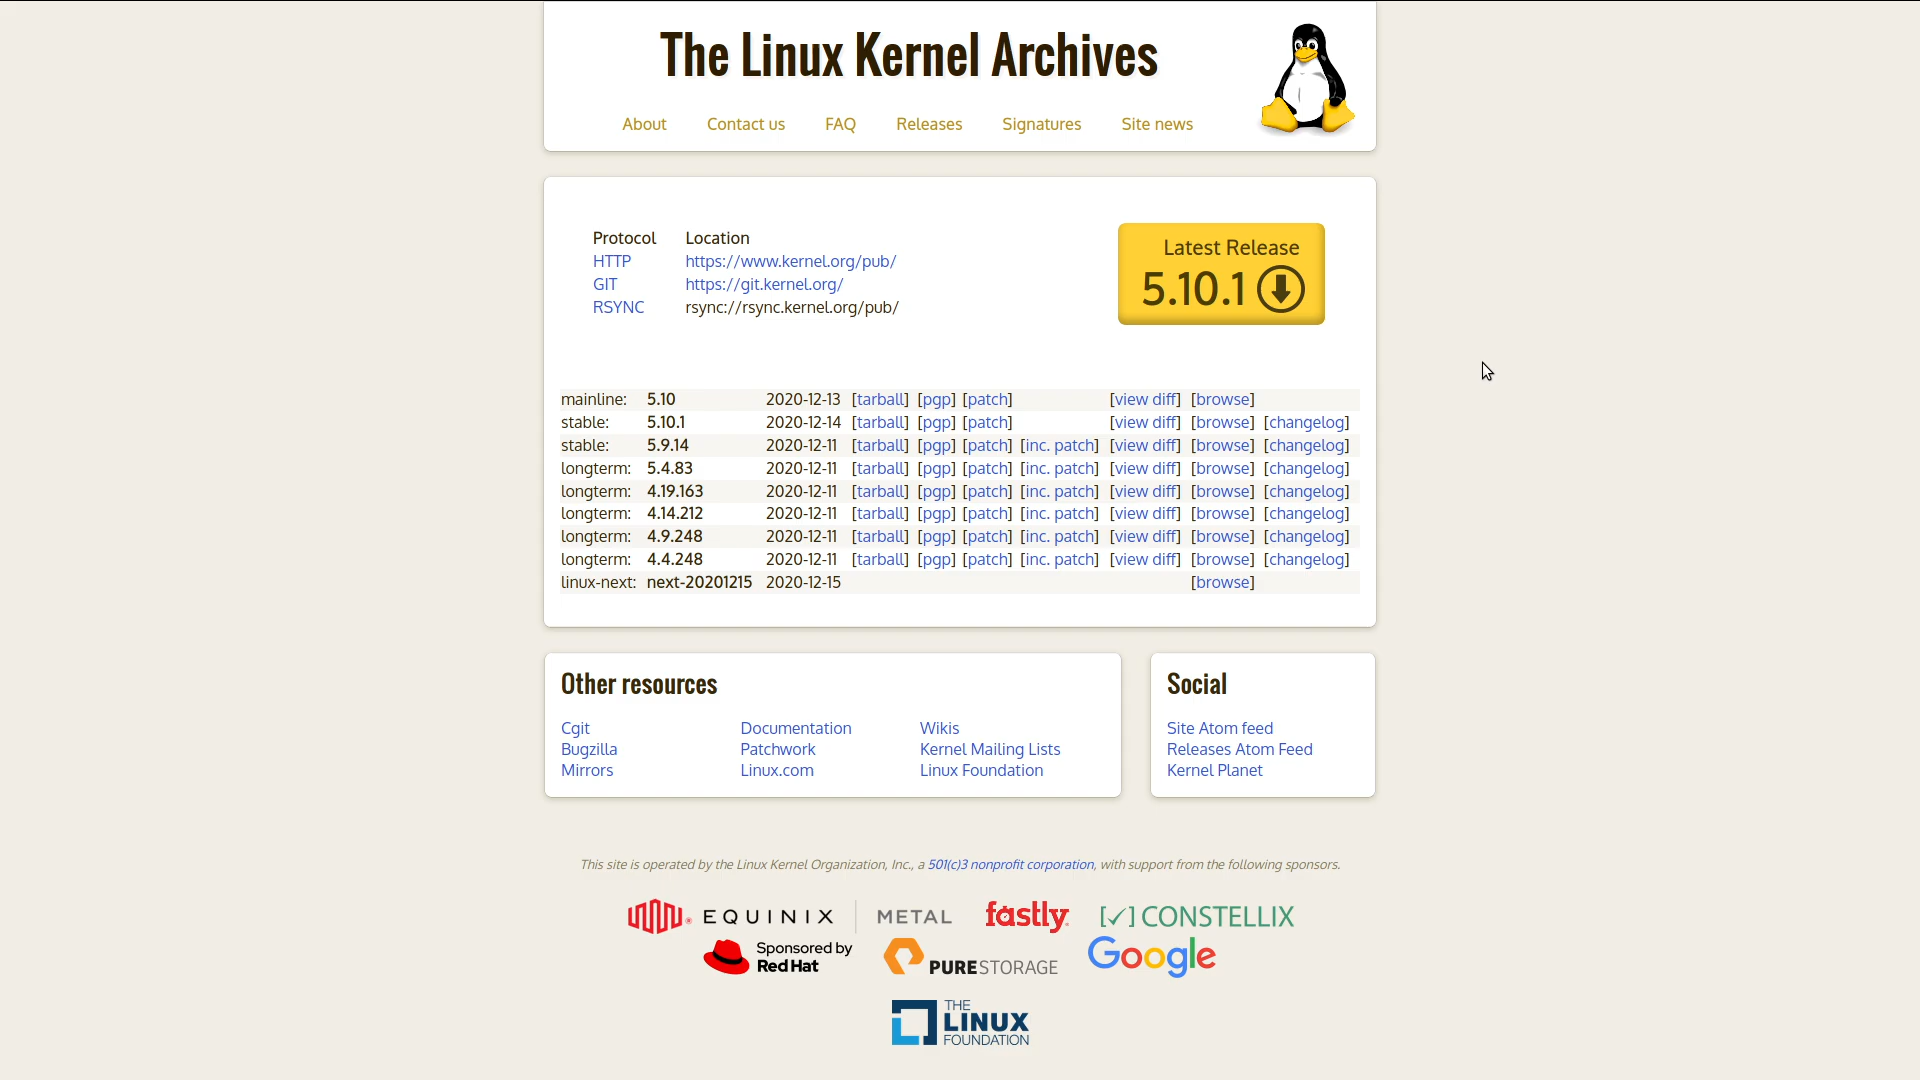 The Linux Kernel Archives
About Contact us FAQ Releases Signatures Site news
Protocol Location
HTTP https://www.kernel.org/pub/
GIT https://git.kernel.org/
RSYNC rsync://rsync.kernel.org/pub/
Latest Release
5.10.1
mainline: 5.10 2020-12-13 [tarball] [pgp] [patch] [view diff] [browse]
stable: 5.10.1 2020-12-14 [tarball] [pgp] [patch] [view diff] [browse] [changelog]
stable: 5.9.14 2020-12-11 [tarball] [pgp] [patch] [inc. patch] [view diff] [browse] [changelog]
longterm: 5.4.83 2020-12-11 [tarball] [pgp] [patch] [inc. patch] [view diff] [browse] [changelog]
longterm: 4.19.163 2020-12-11 [tarball] [pgp] [patch] [inc. patch] [view diff] [browse] [changelog]
longterm: 4.14.212 2020-12-11 [tarball] [pgp] [patch] [inc. patch] [view diff] [browse] [changelog]
longterm: 4.9.248 2020-12-11 [tarball] [pgp] [patch] [inc. patch] [view diff] [browse] [changelog]
longterm: 4.4.248 2020-12-11 [tarball] [pgp] [patch] [inc. patch] [view diff] [browse] [changelog]
linux-next: next-20201215 2020-12-15 [browse]
Other resources
Cgit Documentation Wikis
Bugzilla Patchwork Kernel Mailing Lists
Mirrors Linux.com Linux Foundation
Social
Site Atom feed
Releases Atom Feed
Kernel Planet
This site is operated by the Linux Kernel Organization, Inc., a 501(c)3 nonprofit corporation, with support from the following sponsors.
EQUINIX METAL fastly CONSTELLIX
Sponsored by
Red Hat
PURESTORAGE
Google
THE
LINUX
FOUNDATION